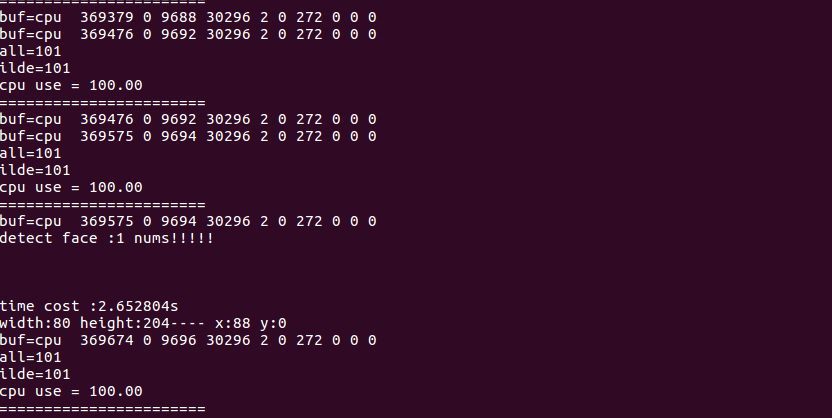 =======================
buf=cpu  369379 0 9688 30296 2 0 272 0 0 0
buf=cpu  369476 0 9692 30296 2 0 272 0 0 0
all=101
ilde=101
cpu use = 100.00
=======================
buf=cpu  369476 0 9692 30296 2 0 272 0 0 0
buf=cpu  369575 0 9694 30296 2 0 272 0 0 0
all=101
ilde=101
cpu use = 100.00
=======================
buf=cpu  369575 0 9694 30296 2 0 272 0 0 0
detect face :1 nums!!!!!
time cost :2.652804s
width:80 height:204---- x:88 y:0
buf=cpu  369674 0 9696 30296 2 0 272 0 0 0
all=101
ilde=101
cpu use = 100.00
=======================